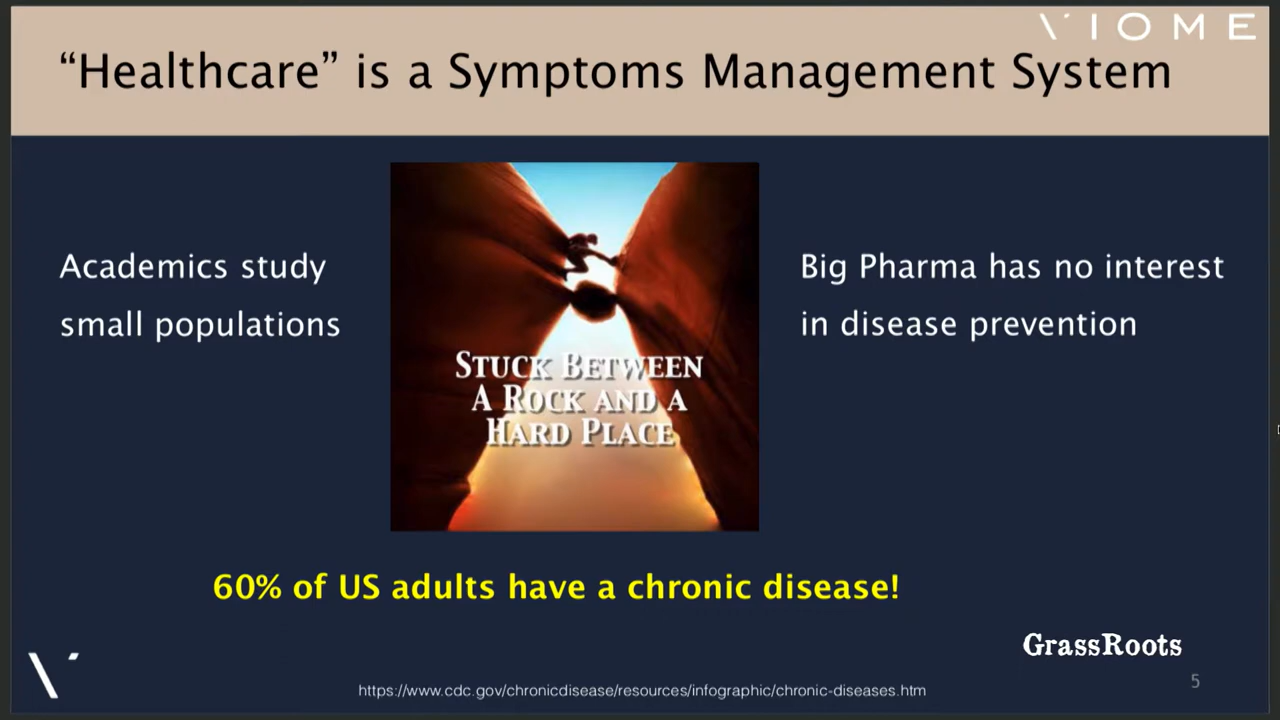 VIOME
“Healthcare” is a Symptoms Management System
Academics study
small populations
STUCK BETWEEN
A ROCK AND A
HARD PLACE
Big Pharma has no interest
in disease prevention
60% of US adults have a chronic disease!
GrassRoots
https://www.cdc.gov/chronicdisease/resources/infographic/chronic-diseases.htm
5